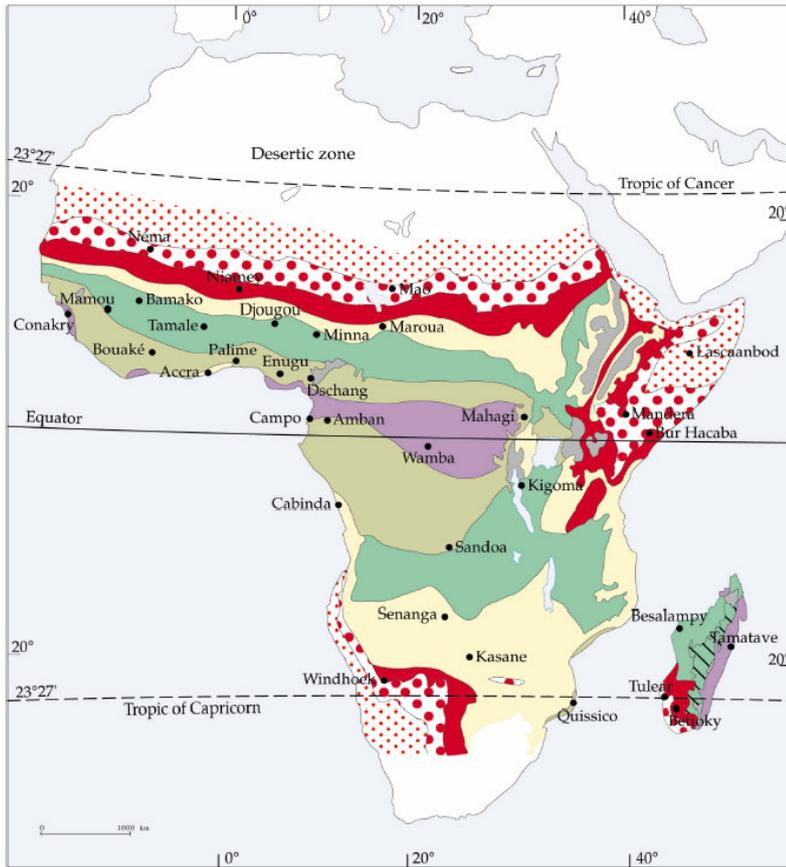 0°
20°
40°
Desertic zone
23°27'
Tropic of Cancer
20°
20°
Néma
Niamey
Mao
Mamou
Bamako
Djougou
Conakry
Tamale
Minna
Maroua
Bouaké
Palime
Enugu
Lascaanbod
Accra
Dschang
Equator
Campo
Amban
Mahagi
Mandera
Bur Hacaba
Wamba
Kigoma
Cabinda
Sandoa
Senanga
Besalampy
Tamatave
20°
Kasane
20°
Windhoek
Tulear
23°27'
Tropic of Capricorn
Quissico
Betioky
0
1000 km
0°
20°
40°